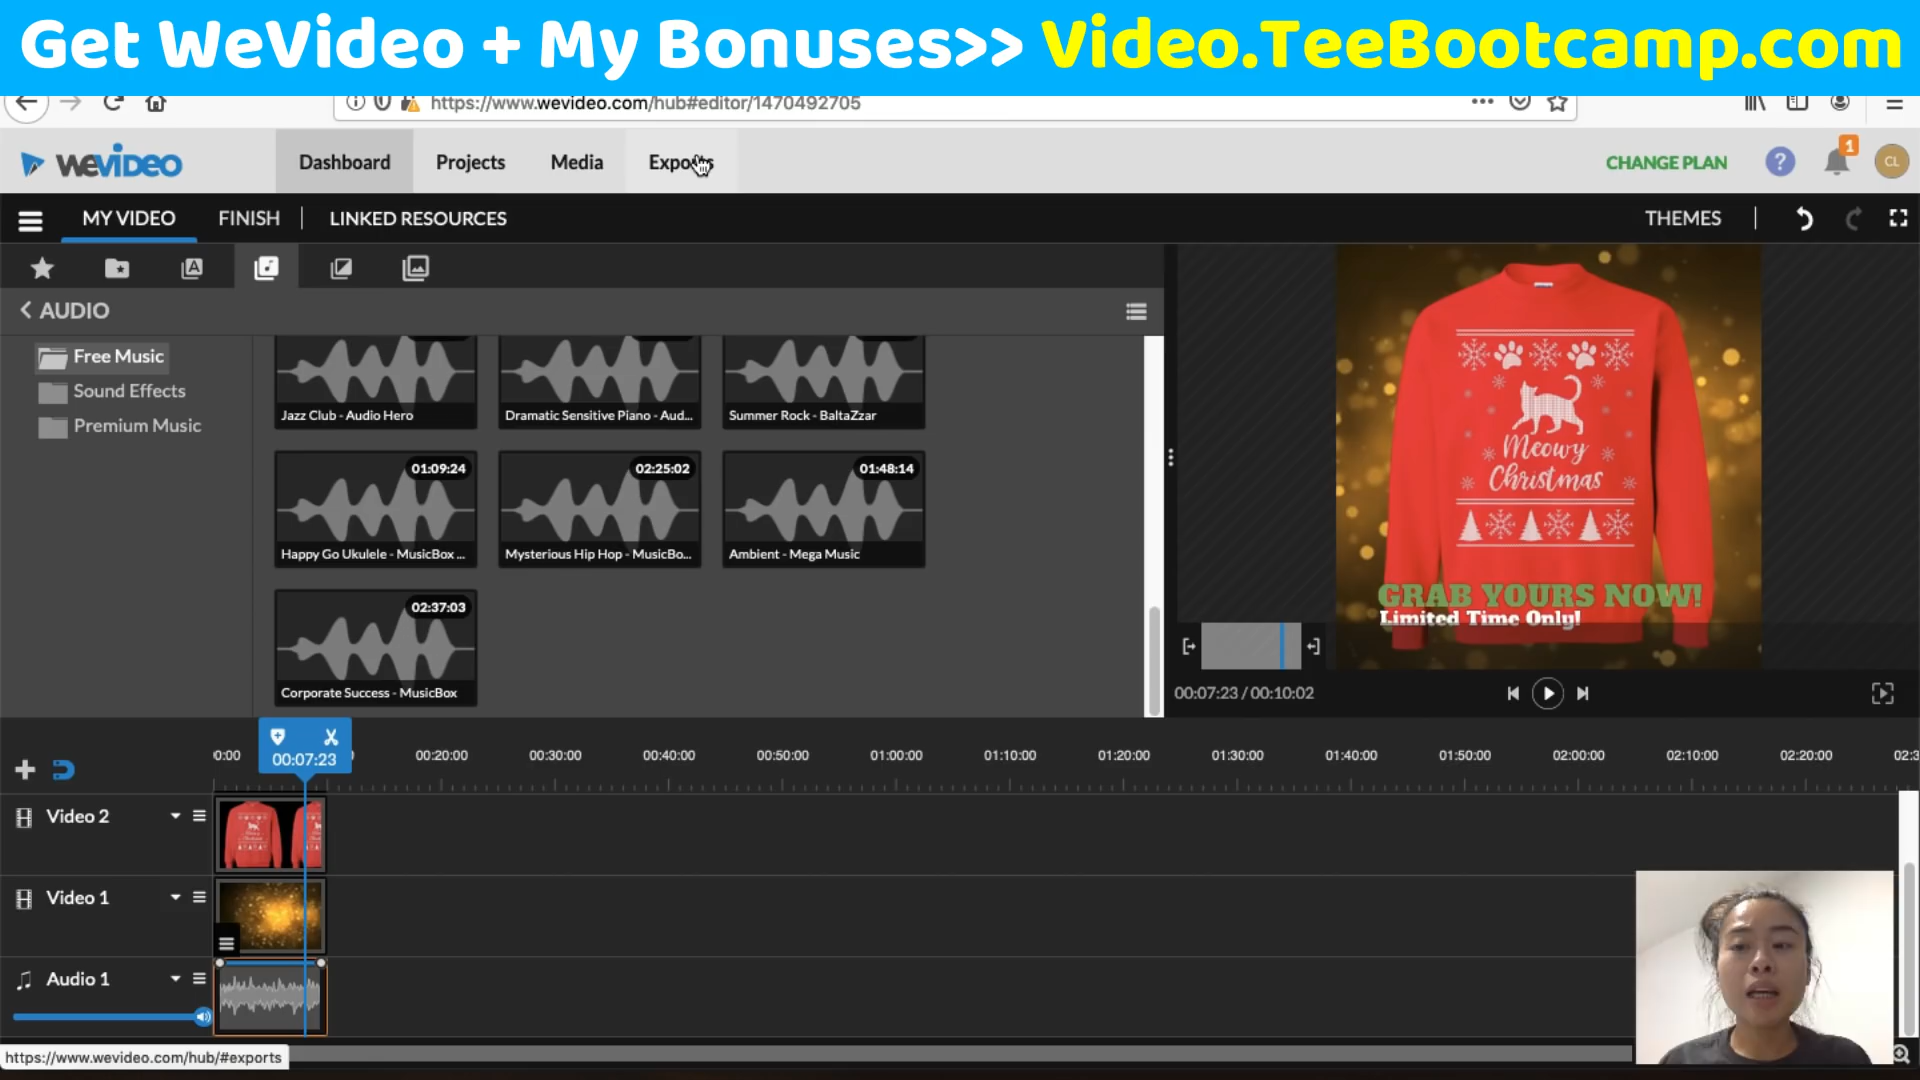 Get WeVideo + My Bonuses>> Video.TeeBootcamp.com
https://www.wevideo.com/hub#editor/1470492705
WEVIDEO
Dashboard
Projects
Media
Exports
CHANGE PLAN
?
1
CL
MY VIDEO
FINISH
LINKED RESOURCES
THEMES
AUDIO
Free Music
Sound Effects
Premium Music
Jazz Club - Audio Hero
Dramatic Sensitive Piano - Aud...
Summer Rock - BaltaZzar
01:09:24
02:25:02
01:48:14
Happy Go Ukulele - MusicBox ...
Mysterious Hip Hop - MusicBo...
Ambient - Mega Music
02:37:03
Corporate Success - MusicBox
Meowy
Christmas
GRAB YOURS NOW!
Limited Time Only!
00:07:23 / 00:10:02
00:07:23
0:00
00:20:00
00:30:00
00:40:00
00:50:00
01:00:00
01:10:00
01:20:00
01:30:00
01:40:00
01:50:00
02:00:00
02:10:00
02:20:00
02:3
Video 2
Video 1
Audio 1
https://www.wevideo.com/hub/#exports